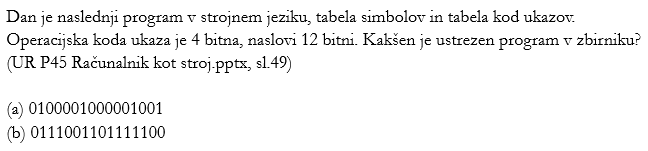 Dan je naslednji program v strojnem jeziku, tabela simbolov in tabela kod ukazov.
Operacijska koda ukaza je 4 bitna, naslovi 12 bitni. Kakšen je ustrezen program v zbirniku?
(UR P45 Računalnik kot stroj.pptx, sl.49)
(a) 0100001000001001
(b) 0111001101111100